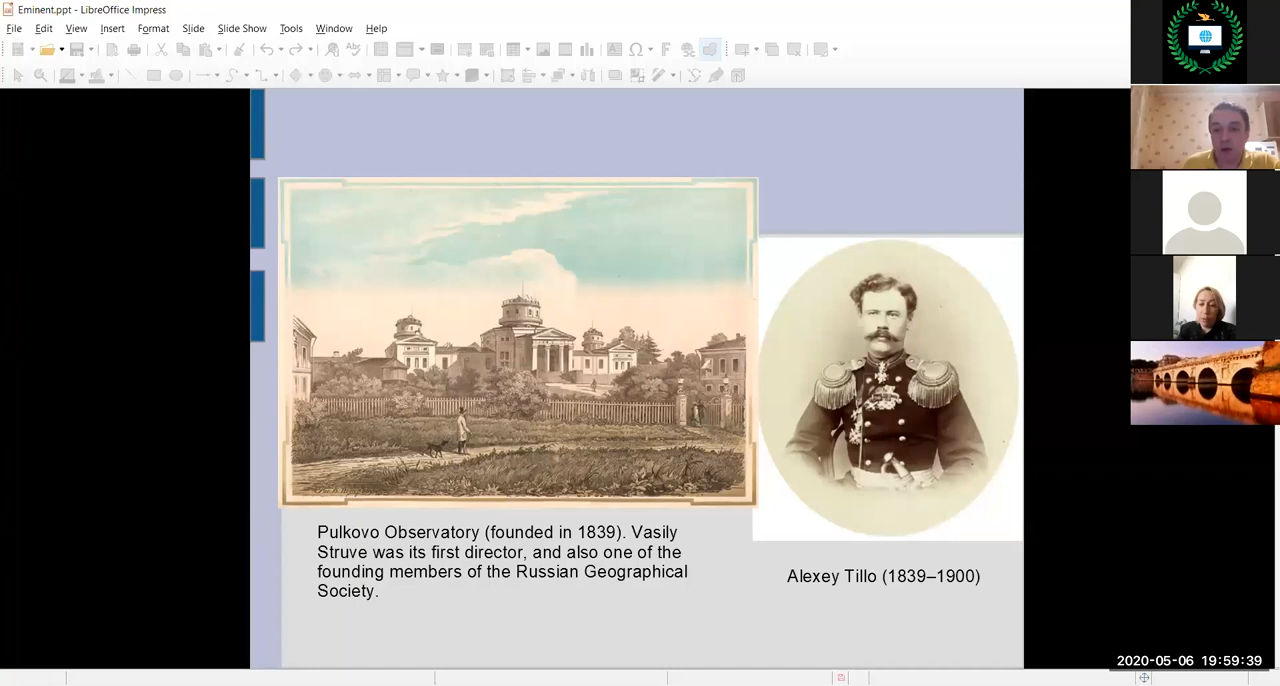 Eminent.ppt - LibreOffice Impress
File Edit View Insert Format Slide Slide Show Tools Window Help
Pulkovo Observatory (founded in 1839). Vasily
Struve was its first director, and also one of the
founding members of the Russian Geographical
Society.
Alexey Tillo (1839–1900)
2020-05-06 19:59:39